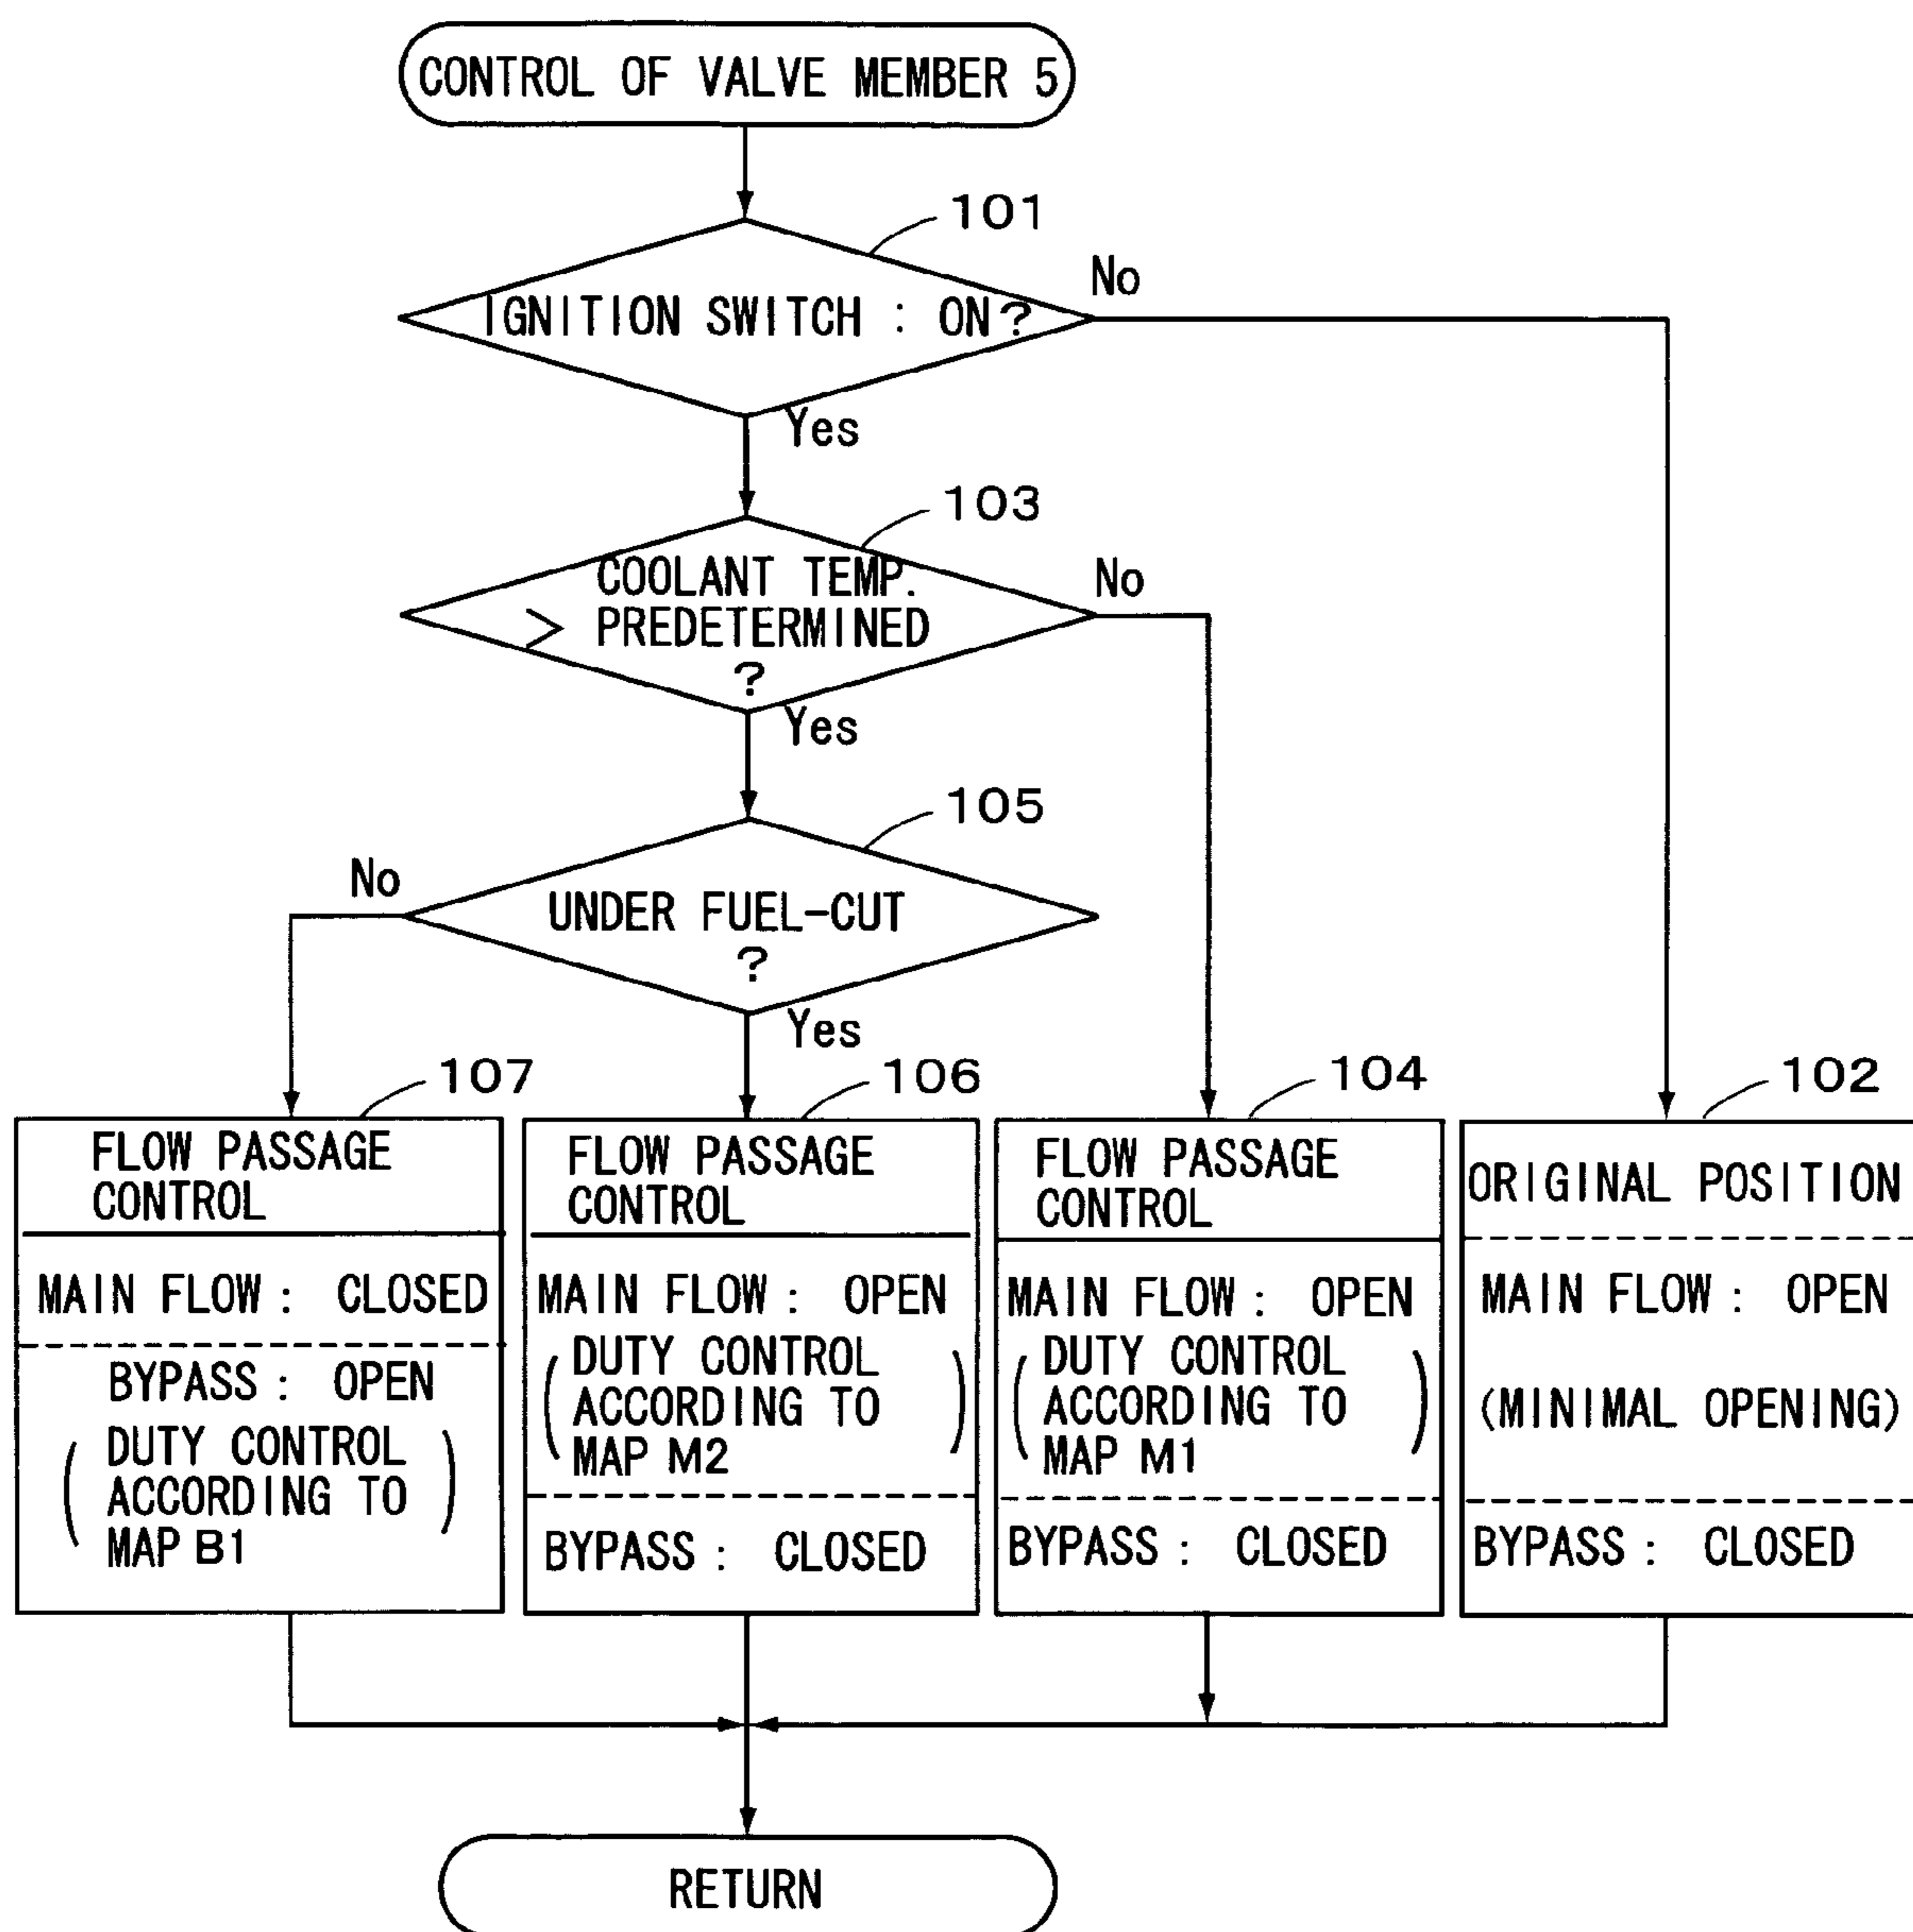 CONTROL OF VALVE MEMBER 5
101
IGNITION SWITCH : ON?
No
Yes
103
COOLANT TEMP.
> PREDETERMINED
?
No
Yes
105
No
UNDER FUEL-CUT
?
Yes
107
FLOW PASSAGE
CONTROL
MAIN FLOW : CLOSED
BYPASS : OPEN
( DUTY CONTROL
ACCORDING TO
MAP B1 )
106
FLOW PASSAGE
CONTROL
MAIN FLOW : OPEN
( DUTY CONTROL
ACCORDING TO
MAP M2 )
BYPASS : CLOSED
104
FLOW PASSAGE
CONTROL
MAIN FLOW : OPEN
( DUTY CONTROL
ACCORDING TO
MAP M1 )
BYPASS : CLOSED
102
ORIGINAL POSITION
MAIN FLOW : OPEN
(MINIMAL OPENING)
BYPASS : CLOSED
RETURN